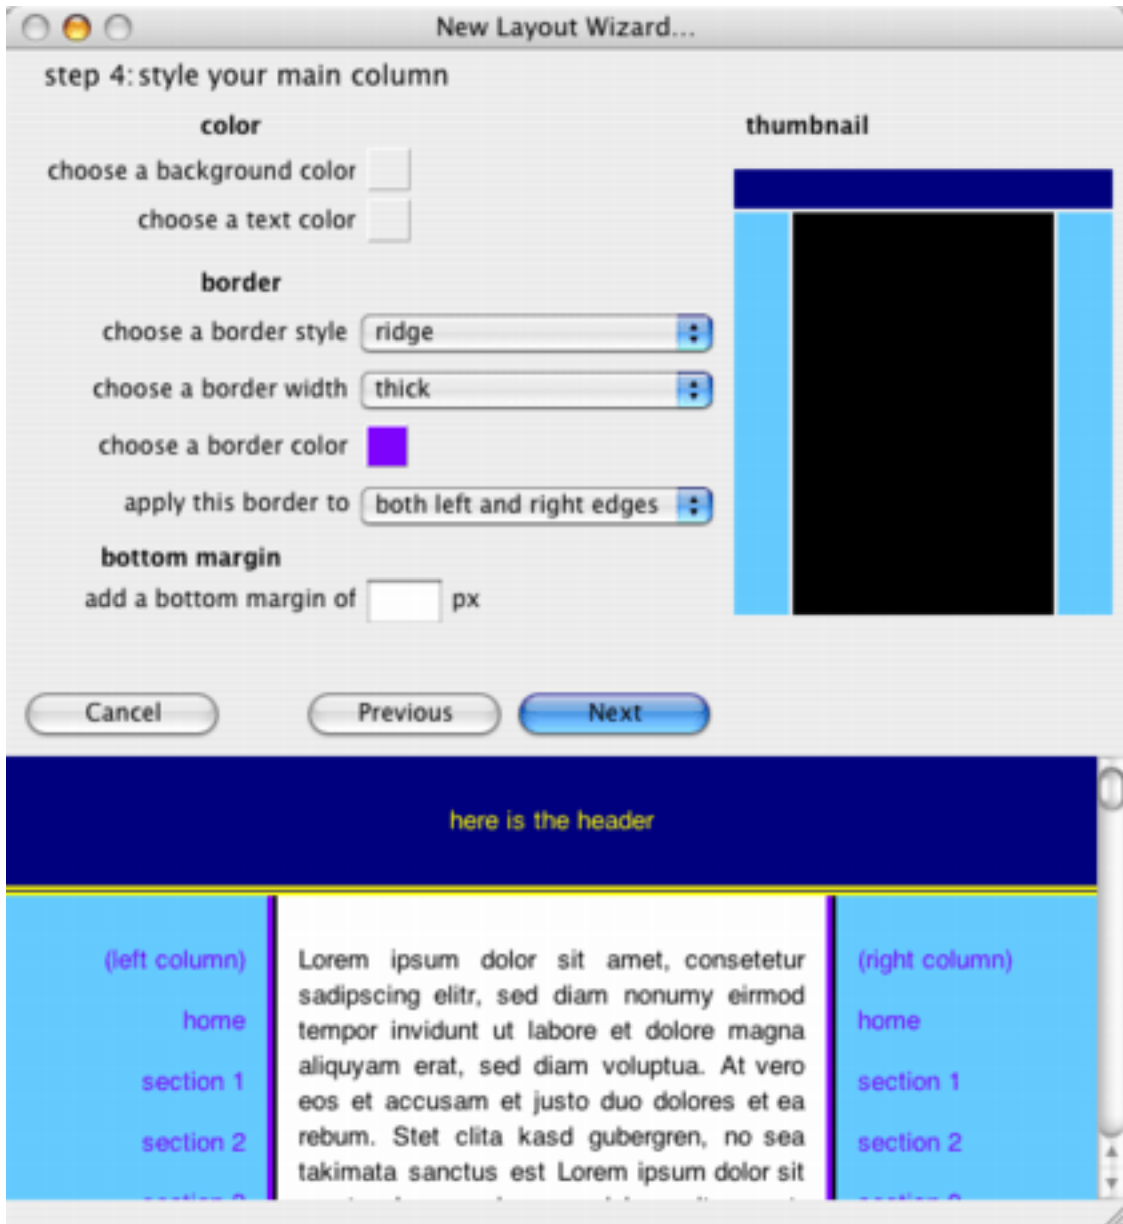 New Layout Wizard...
step 4: style your main column
color
thumbnail
choose a background color
choose a text color
border
choose a border style ridge
choose a border width thick
choose a border color
apply this border to both left and right edges
bottom margin
add a bottom margin of px
Cancel Previous Next
here is the header
(left column)
home
section 1
section 2
Lorem ipsum dolor sit amet, consetetur
sadipscing elitr, sed diam nonumy eirmod
tempor invidunt ut labore et dolore magna
aliquyam erat, sed diam voluptua. At vero
eos et accusam et justo duo dolores et ea
rebum. Stet clita kasd gubergren, no sea
takimata sanctus est Lorem ipsum dolor sit
(right column)
home
section 1
section 2